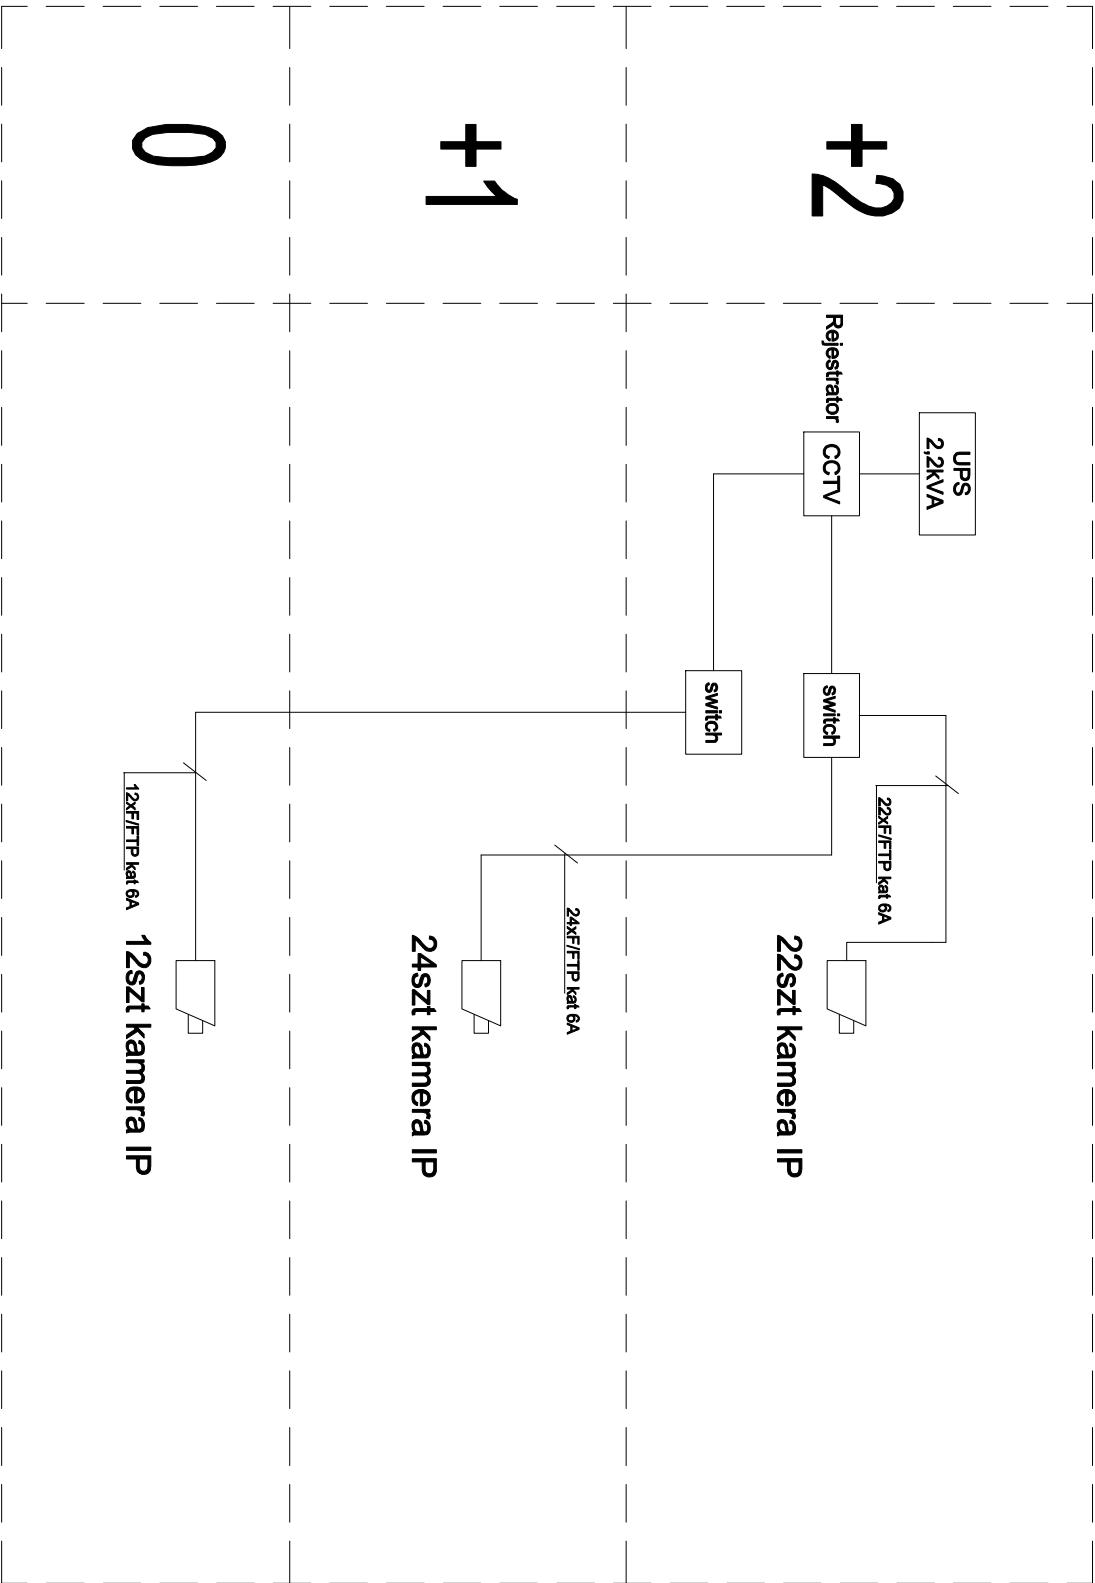 +2
UPS
2,2kVA
Rejestrator
CCTV
switch
switch
22xF/FTP kat 6A
22szt kamera IP
+1
24xF/FTP kat 6A
24szt kamera IP
0
12xF/FTP kat 6A
12szt kamera IP